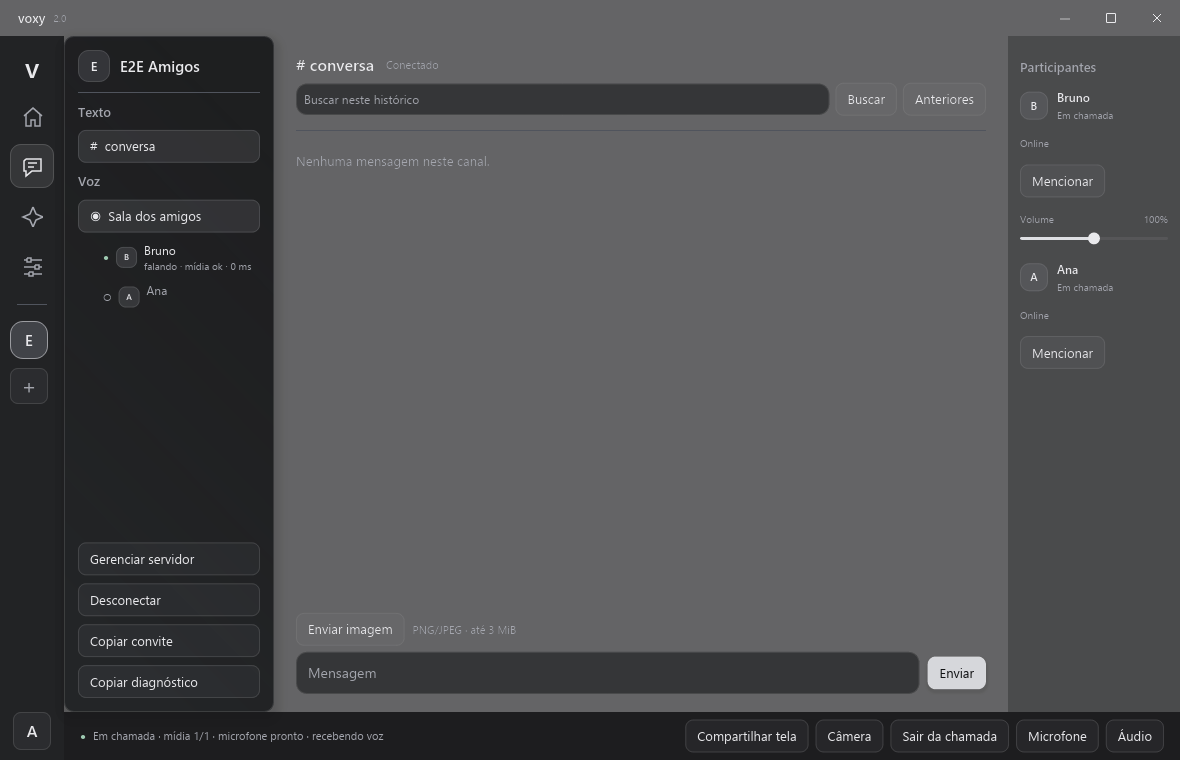 voxy 2.0
V
E
+
A
E E2E Amigos
Texto
# conversa
Voz
Sala dos amigos
B Bruno
falando · mídia ok · 0 ms
A Ana
Gerenciar servidor
Desconectar
Copiar convite
Copiar diagnóstico
# conversa Conectado
Buscar neste histórico Buscar Anteriores
Nenhuma mensagem neste canal.
Enviar imagem PNG/JPEG · até 3 MiB
Mensagem Enviar
Participantes
B Bruno
Em chamada
Online
Mencionar
Volume 100%
A Ana
Em chamada
Online
Mencionar
Em chamada · mídia 1/1 · microfone pronto · recebendo voz Compartilhar tela Câmera Sair da chamada Microfone Áudio